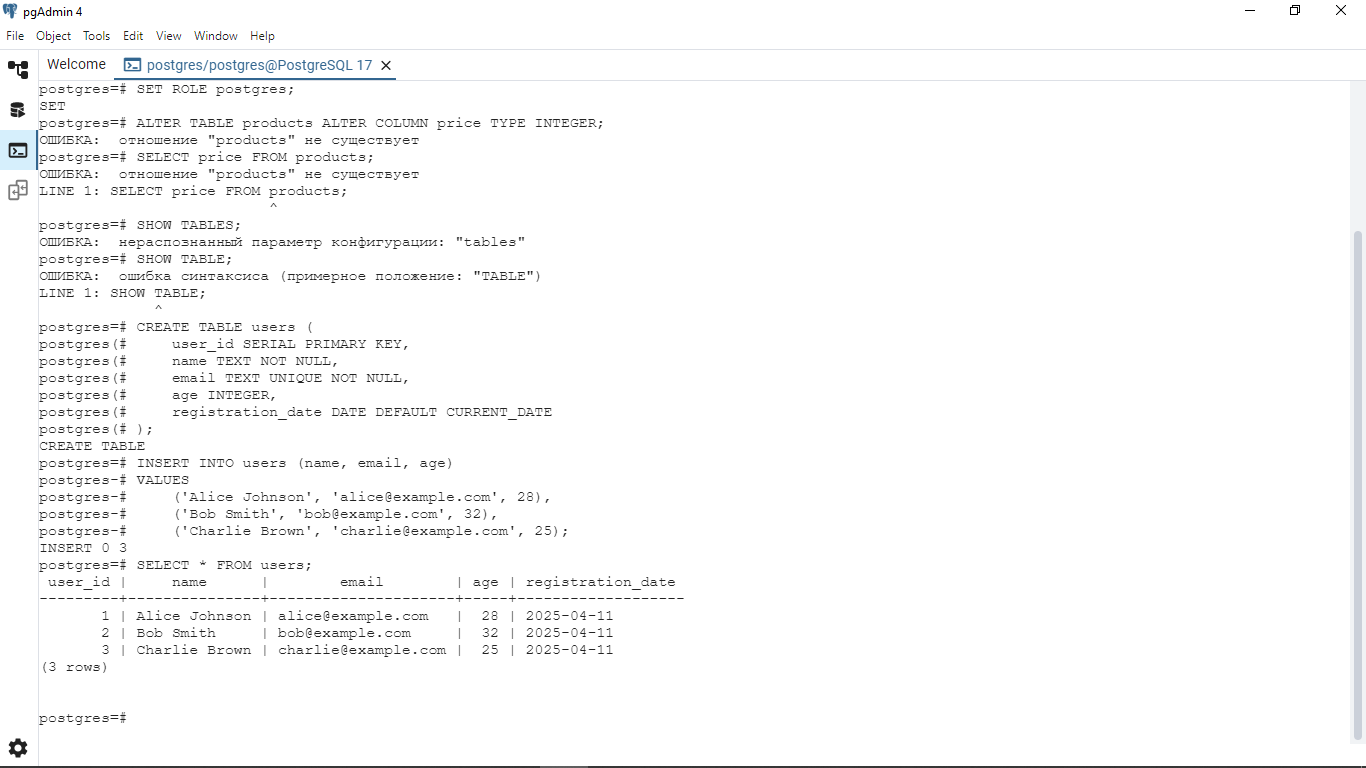 pgAdmin 4
File Object Tools Edit View Window Help
Welcome postgres/postgres@PostgreSQL 17
postgres=# SET ROLE postgres;
SET
postgres=# ALTER TABLE products ALTER COLUMN price TYPE INTEGER;
ОШИБКА:  отношение "products" не существует
postgres=# SELECT price FROM products;
ОШИБКА:  отношение "products" не существует
LINE 1: SELECT price FROM products;
                          ^
postgres=# SHOW TABLES;
ОШИБКА:  нераспознанный параметр конфигурации: "tables"
postgres=# SHOW TABLE;
ОШИБКА:  ошибка синтаксиса (примерное положение: "TABLE")
LINE 1: SHOW TABLE;
             ^
postgres=# CREATE TABLE users (
postgres(#     user_id SERIAL PRIMARY KEY,
postgres(#     name TEXT NOT NULL,
postgres(#     email TEXT UNIQUE NOT NULL,
postgres(#     age INTEGER,
postgres(#     registration_date DATE DEFAULT CURRENT_DATE
postgres(# );
CREATE TABLE
postgres=# INSERT INTO users (name, email, age)
postgres-# VALUES
postgres-#     ('Alice Johnson', 'alice@example.com', 28),
postgres-#     ('Bob Smith', 'bob@example.com', 32),
postgres-#     ('Charlie Brown', 'charlie@example.com', 25);
INSERT 0 3
postgres=# SELECT * FROM users;
 user_id |     name      |        email        | age | registration_date
---------+---------------+---------------------+-----+-------------------
       1 | Alice Johnson | alice@example.com   |  28 | 2025-04-11
       2 | Bob Smith     | bob@example.com     |  32 | 2025-04-11
       3 | Charlie Brown | charlie@example.com |  25 | 2025-04-11
(3 rows)
postgres=#